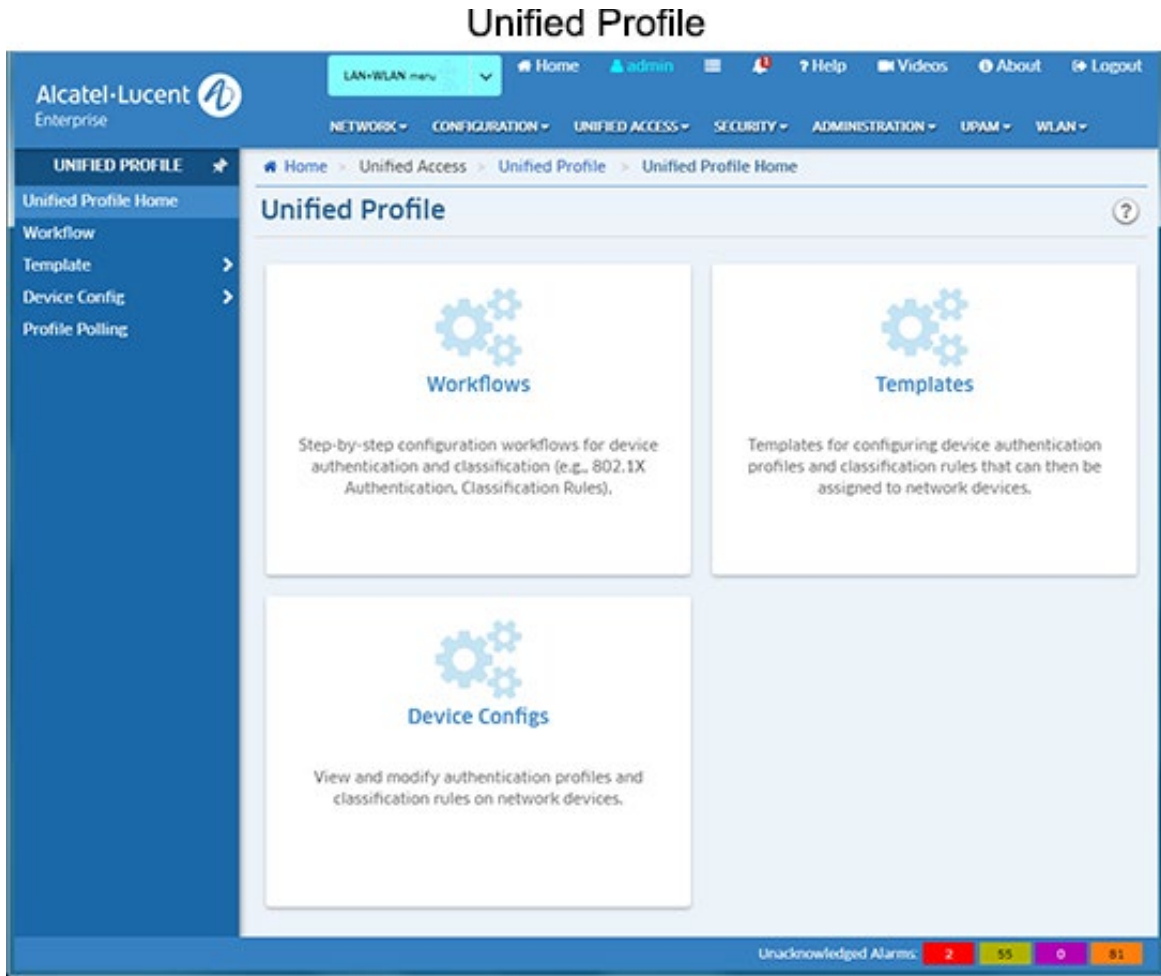 Unified Profile
Alcatel·Lucent
Enterprise
LAN+WLAN menu
Home admin ? Help Videos About Logout
NETWORK CONFIGURATION UNIFIED ACCESS SECURITY ADMINISTRATION UPAM WLAN
UNIFIED PROFILE
Unified Profile Home
Workflow
Template
Device Config
Profile Polling
Home > Unified Access > Unified Profile > Unified Profile Home
Unified Profile
?
Workflows
Step-by-step configuration workflows for device
authentication and classification (e.g., 802.1X
Authentication, Classification Rules).
Templates
Templates for configuring device authentication
profiles and classification rules that can then be
assigned to network devices.
Device Configs
View and modify authentication profiles and
classification rules on network devices.
Unacknowledged Alarms: 2 55 0 81